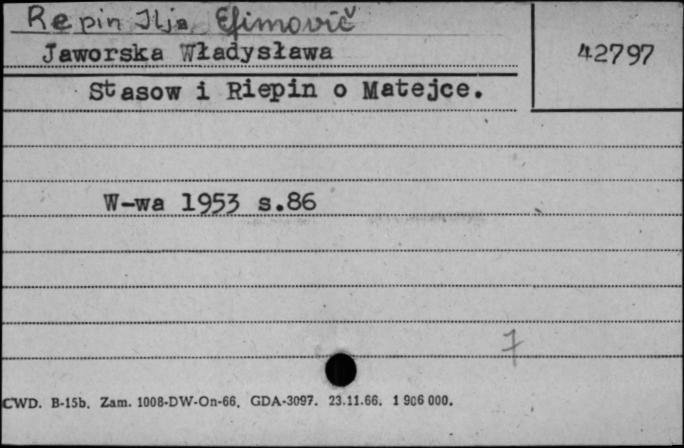 Repin Ilja Efimovič
Jaworska Władysława
42797
Stasow i Riepin o Matejce.
W-wa 1953 s.86
7
CWD. B-15b. Zam. 1008-DW-On-66. GDA-3097. 23.11.66. 1 906 000.